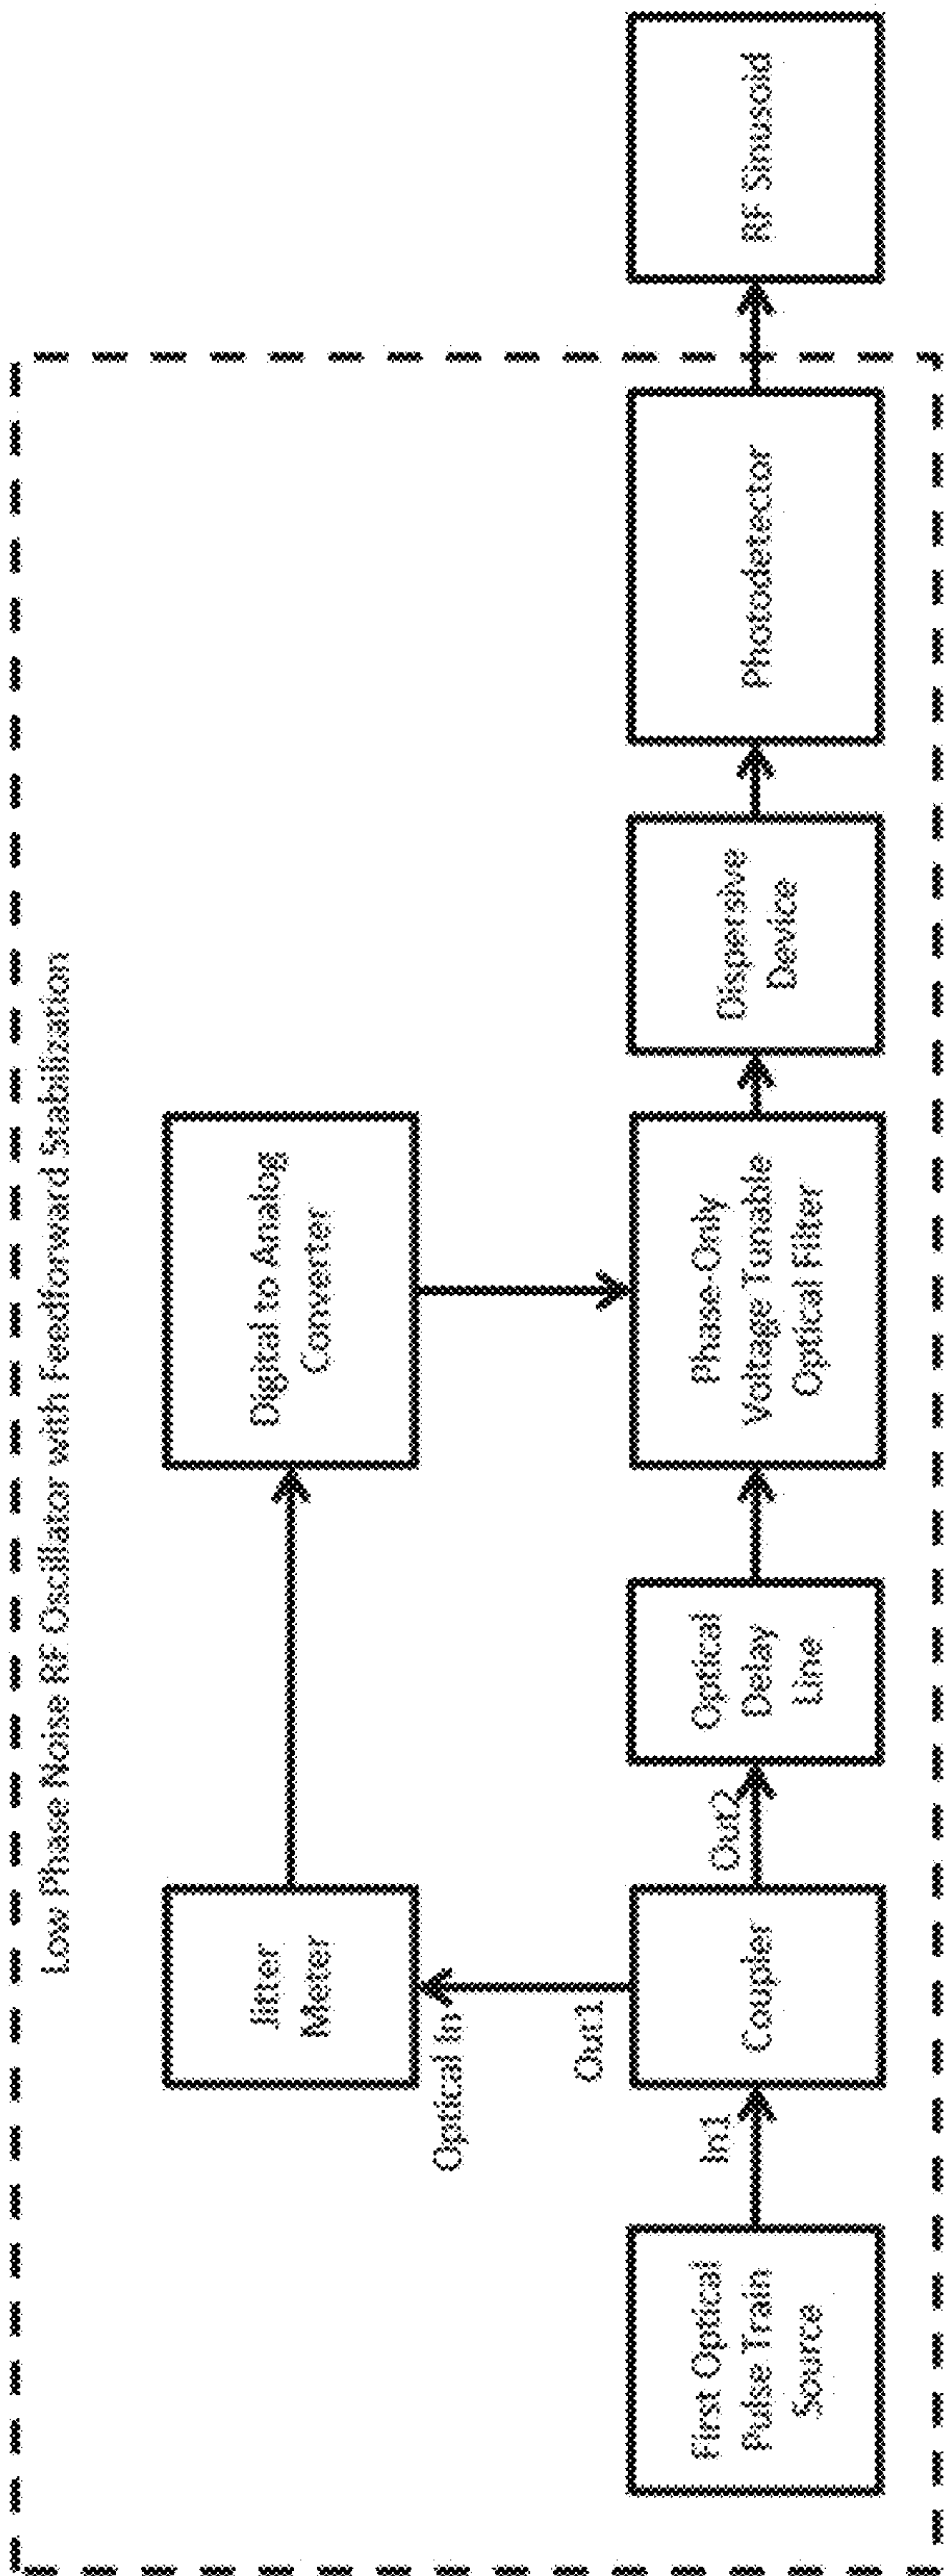 Low Phase Noise RF Oscillator with Feedforward Stabilization
Jitter
Meter
Digital to Analog
Converter
Optical In
Out1
In1
Out2
First Optical
Pulse Train
Source
Coupler
Optical
Delay
Line
Phase-Only
Voltage Tunable
Optical Filter
Dispersive
Device
Photodetector
RF Sinusoid